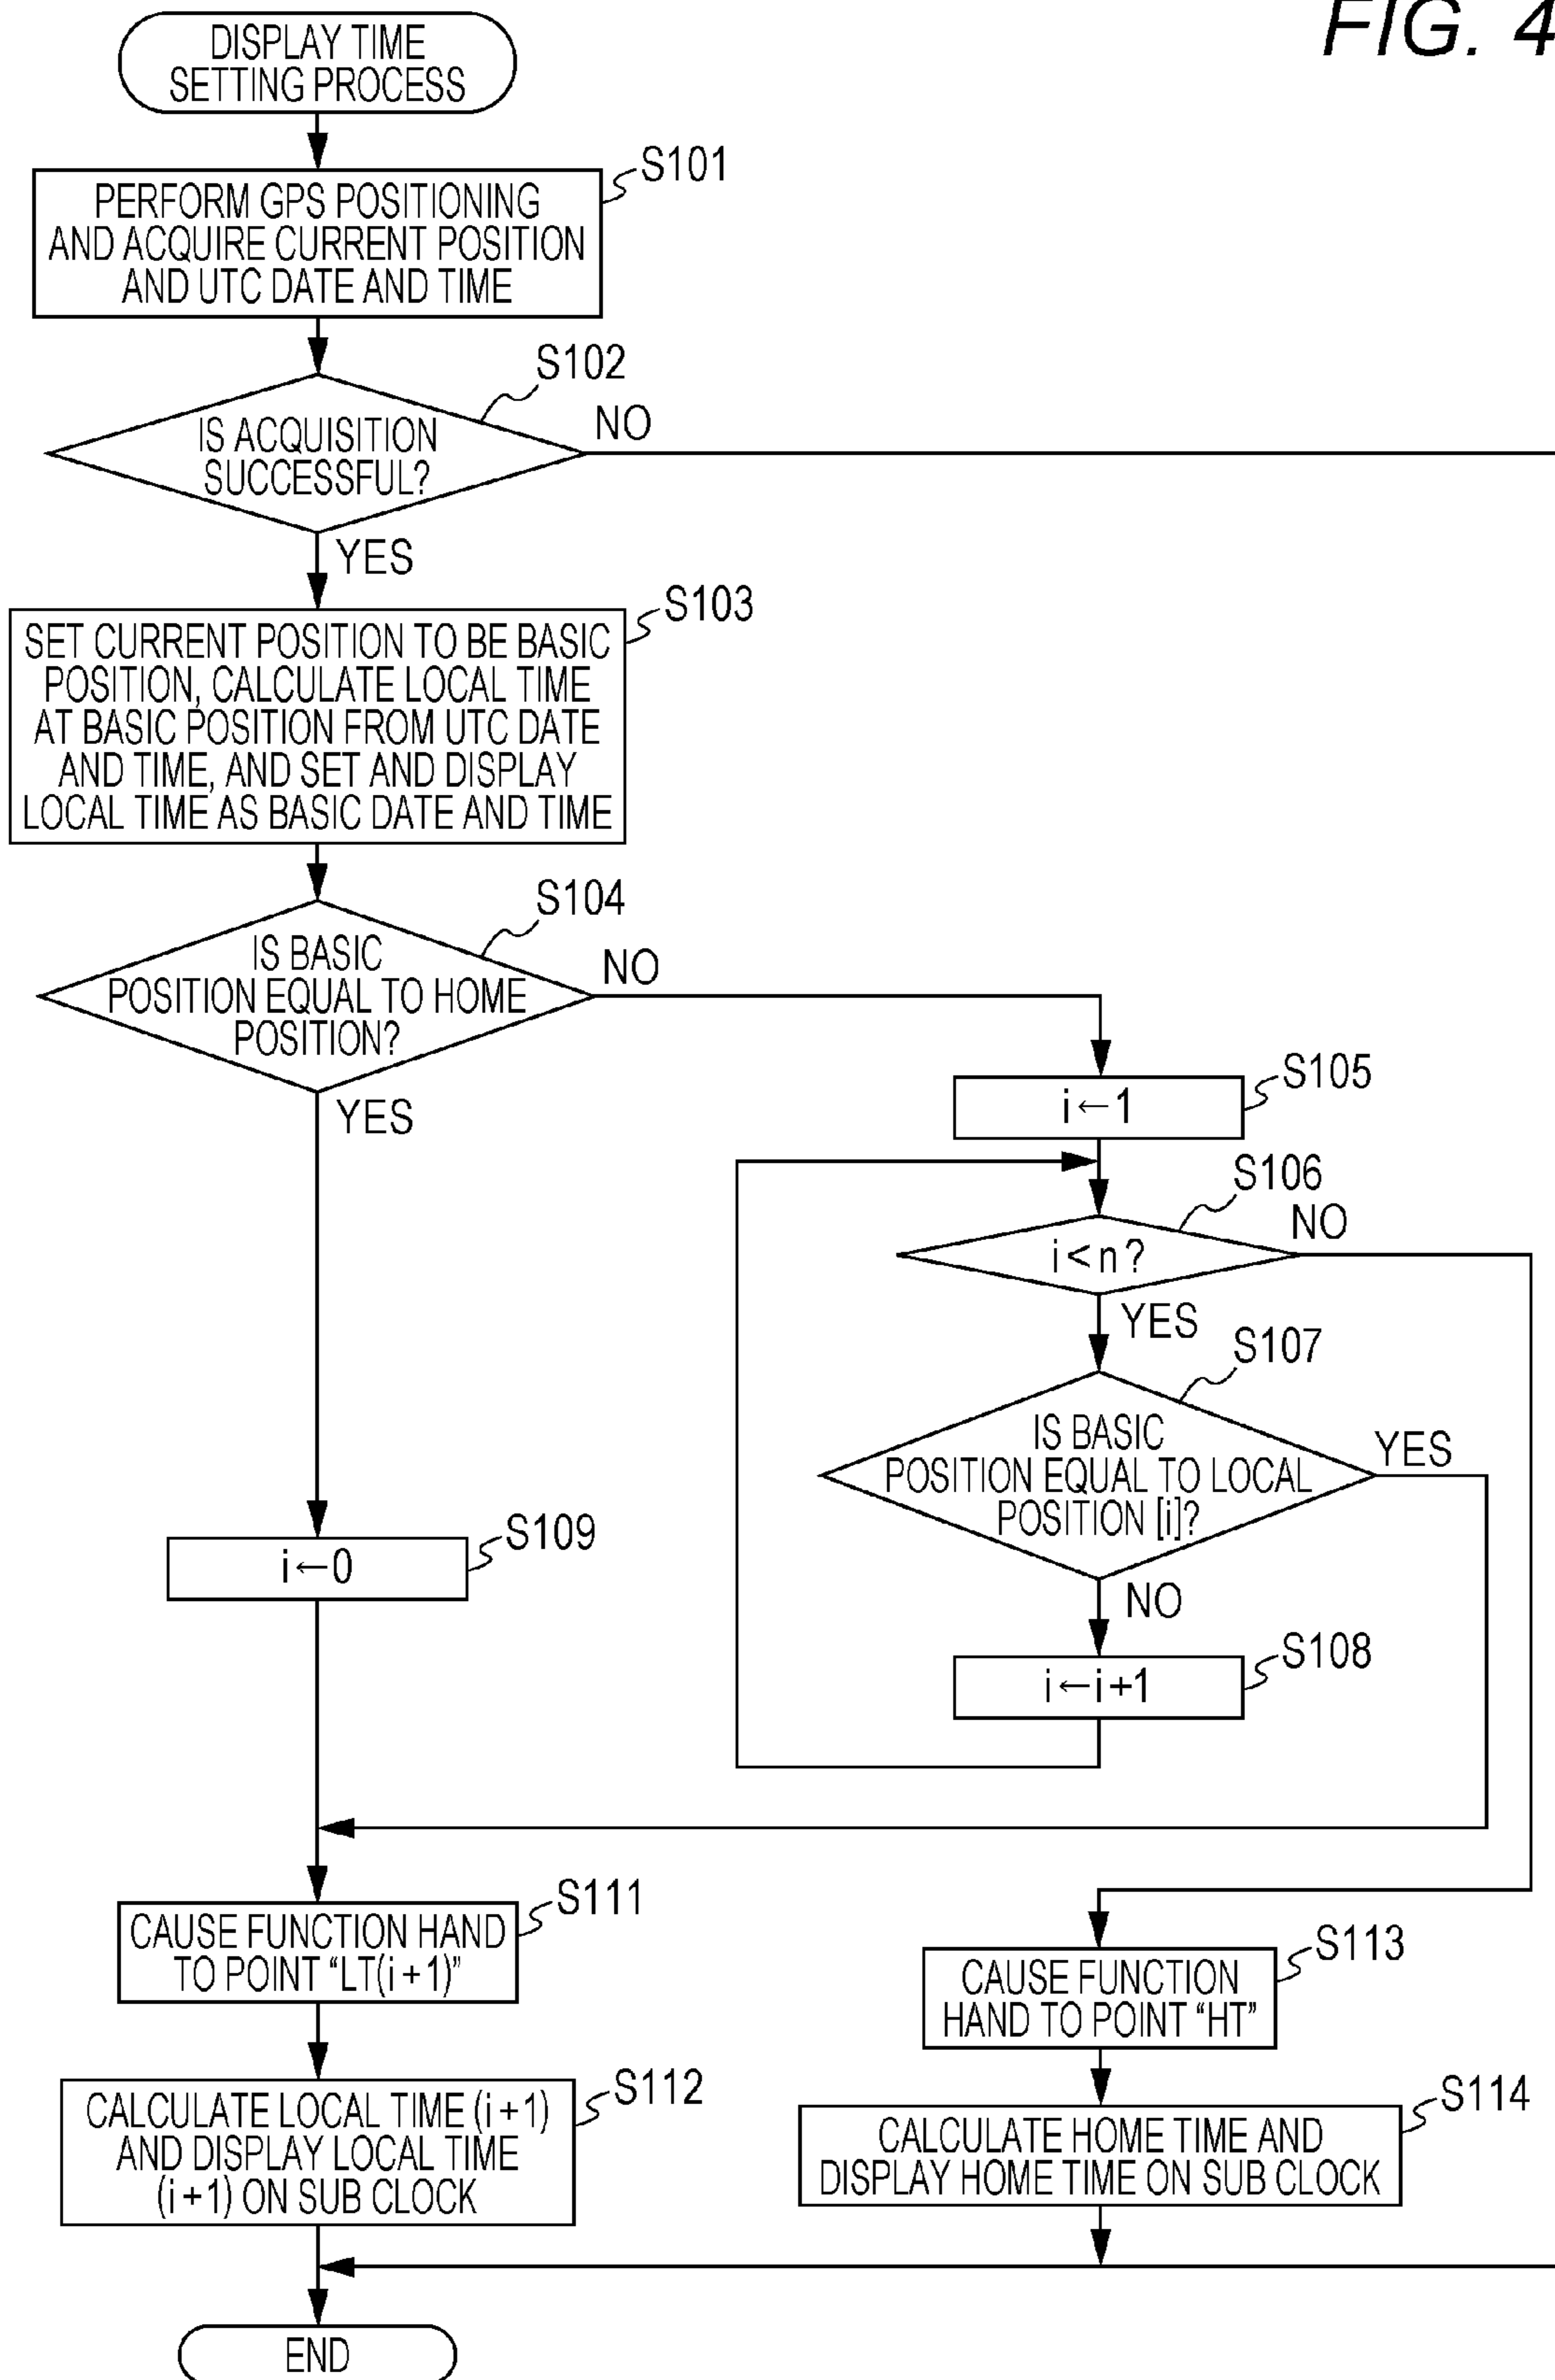 FIG. 4
DISPLAY TIME
SETTING PROCESS
S101
PERFORM GPS POSITIONING
AND ACQUIRE CURRENT POSITION
AND UTC DATE AND TIME
S102
IS ACQUISITION
SUCCESSFUL?
NO
YES
S103
SET CURRENT POSITION TO BE BASIC
POSITION, CALCULATE LOCAL TIME
AT BASIC POSITION FROM UTC DATE
AND TIME, AND SET AND DISPLAY
LOCAL TIME AS BASIC DATE AND TIME
S104
IS BASIC
POSITION EQUAL TO HOME
POSITION?
NO
YES
S105
i←1
S106
i<n?
NO
YES
S107
IS BASIC
POSITION EQUAL TO LOCAL
POSITION [i]?
YES
NO
S108
i←i+1
S109
i←0
S111
CAUSE FUNCTION HAND
TO POINT “LT(i+1)”
S112
CALCULATE LOCAL TIME (i+1)
AND DISPLAY LOCAL TIME
(i+1) ON SUB CLOCK
S113
CAUSE FUNCTION
HAND TO POINT “HT”
S114
CALCULATE HOME TIME AND
DISPLAY HOME TIME ON SUB CLOCK
END